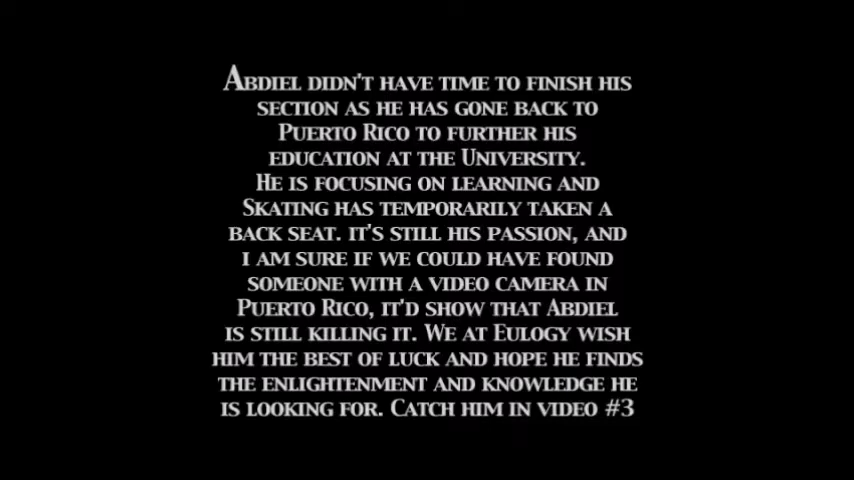 Abdiel didn't have time to finish his
section as he has gone back to
Puerto Rico to further his
education at the University.
He is focusing on learning and
Skating has temporarily taken a
back seat. it's still his passion, and
i am sure if we could have found
someone with a video camera in
Puerto Rico, it'd show that Abdiel
is still killing it. We at Eulogy wish
him the best of luck and hope he finds
the enlightenment and knowledge he
is looking for. Catch him in video #3